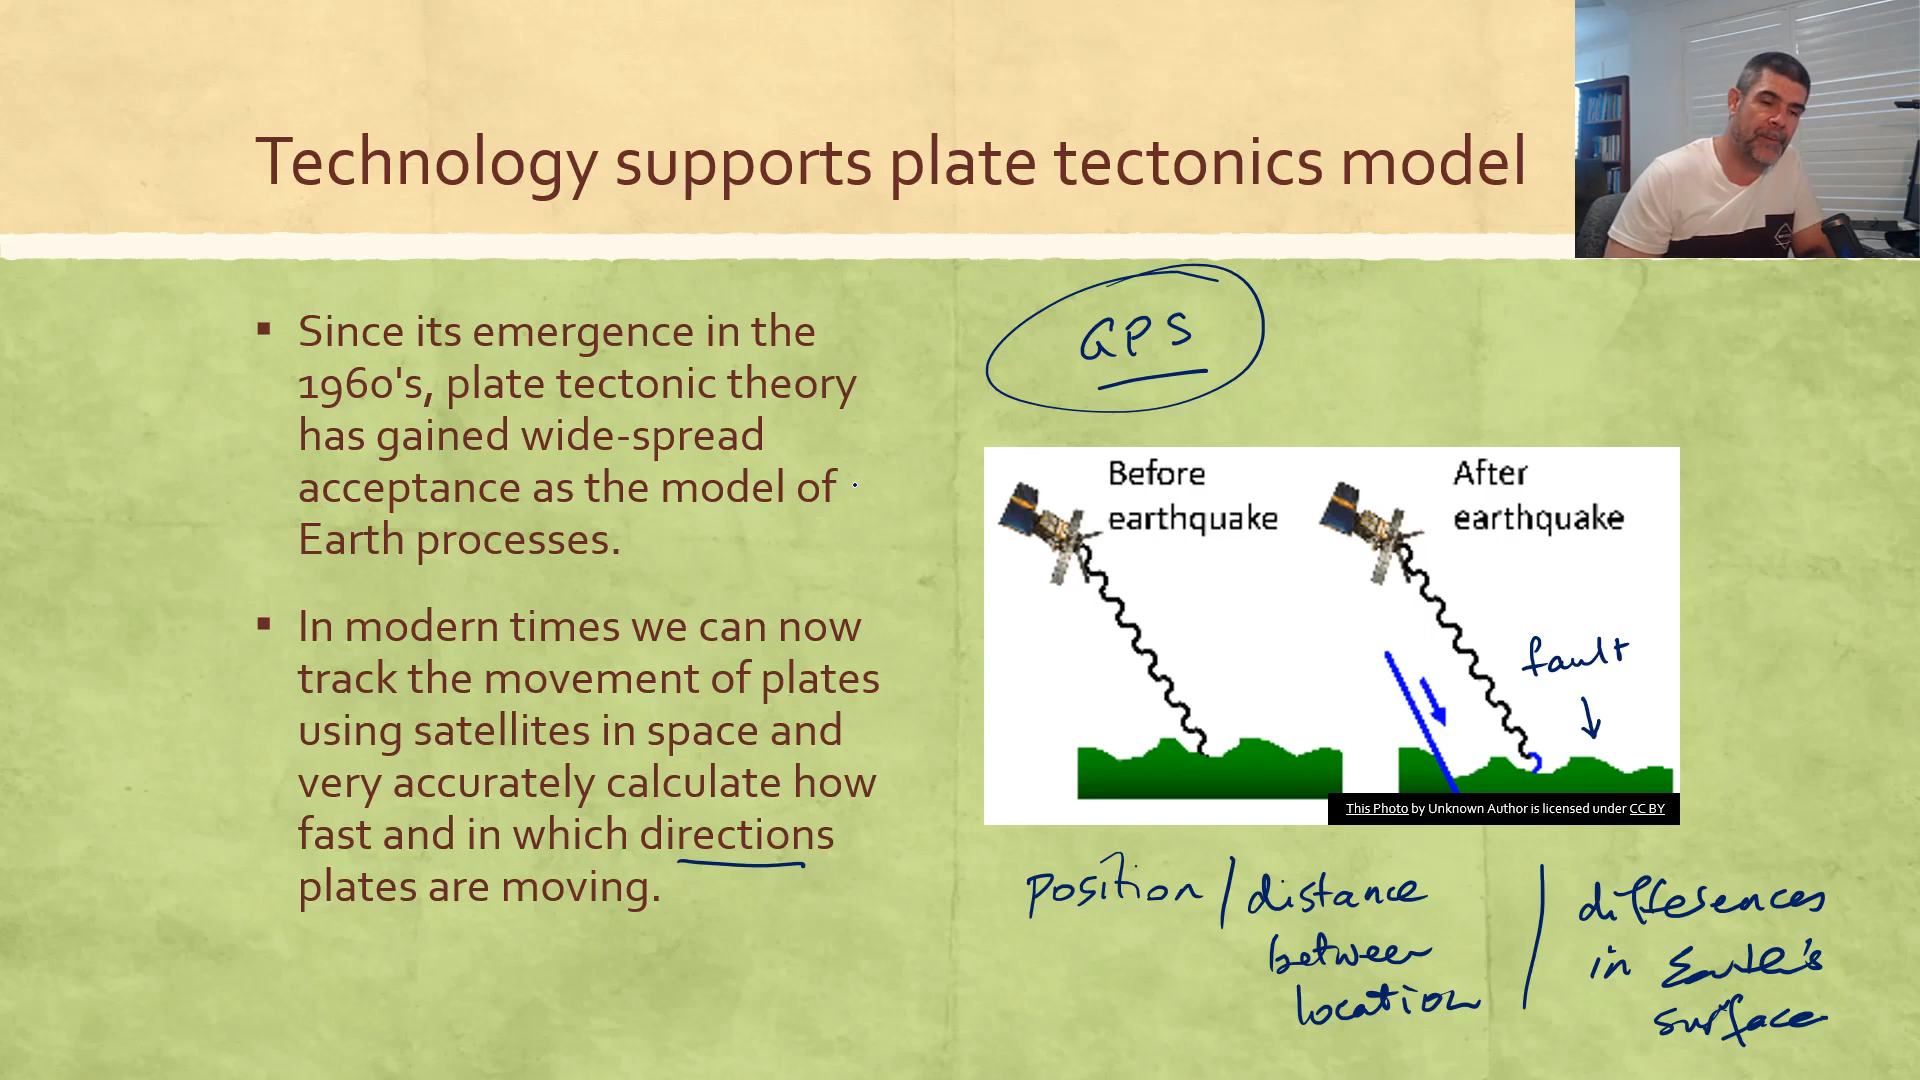 Technology supports plate tectonics model
▪ Since its emergence in the
1960's, plate tectonic theory
has gained wide-spread
acceptance as the model of
Earth processes.
▪ In modern times we can now
track the movement of plates
using satellites in space and
very accurately calculate how
fast and in which directions
plates are moving.
GPS
Before
earthquake
After
earthquake
fault
This Photo by Unknown Author is licensed under CC BY
position / distance
between
location
differences
in Earth's
surface